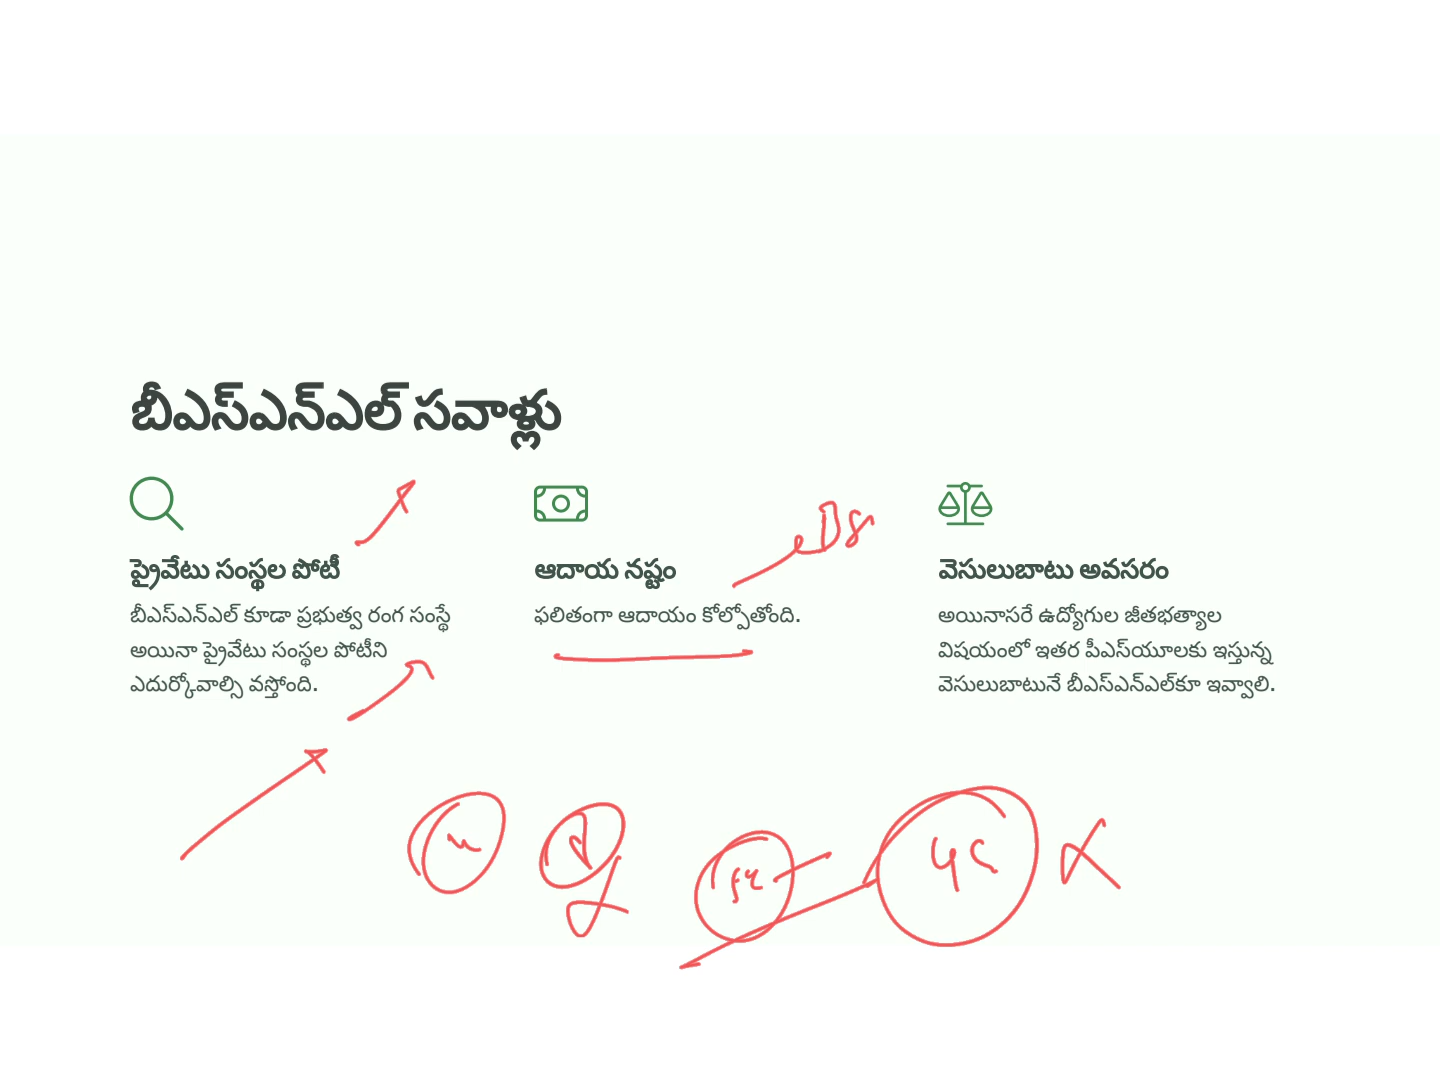 బీఎస్ఎన్ఎల్ సవాళ్లు
ప్రైవేటు సంస్థల పోటీ
బీఎస్ఎన్ఎల్ కూడా ప్రభుత్వ రంగ సంస్థే
అయినా ప్రైవేటు సంస్థల పోటీని
ఎదుర్కోవాల్సి వస్తోంది.
ఆదాయ నష్టం
ఫలితంగా ఆదాయం కోల్పోతోంది.
వెసులుబాటు అవసరం
అయినాసరే ఉద్యోగుల జీతభత్యాల
విషయంలో ఇతర పీఎస్‌యూలకు ఇస్తున్న
వెసులుబాటునే బీఎస్ఎన్ఎల్‌కూ ఇవ్వాలి.